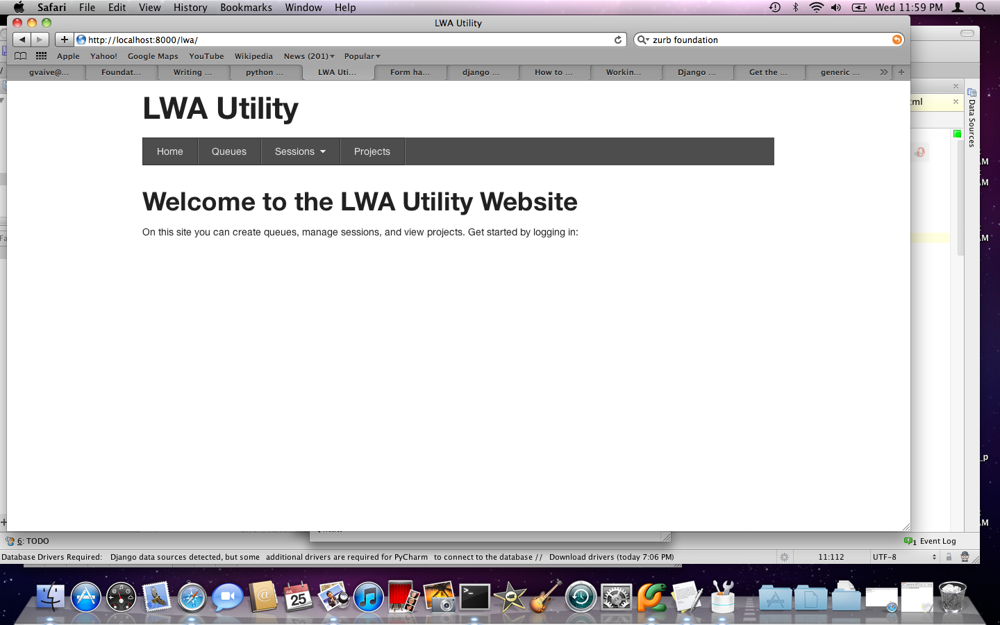 Safari File Edit View History Bookmarks Window Help Wed 11:59 PM
LWA Utility
http://localhost:8000/lwa/ zurb foundation
Apple Yahoo! Google Maps YouTube Wikipedia News (201) Popular
gvaive@... Foundat... Writing ... python ... LWA Uti... Form ha... django ... How to ... Workin... Django ... Get the ... generic ... >> +
LWA Utility
Home Queues Sessions Projects
Welcome to the LWA Utility Website
On this site you can create queues, manage sessions, and view projects. Get started by logging in:
Data Sources
6: TODO
1 Event Log
Database Drivers Required: Django data sources detected, but some additional drivers are required for PyCharm to connect to the database // Download drivers (today 7:06 PM) 11:112 UTF-8
JUL
25